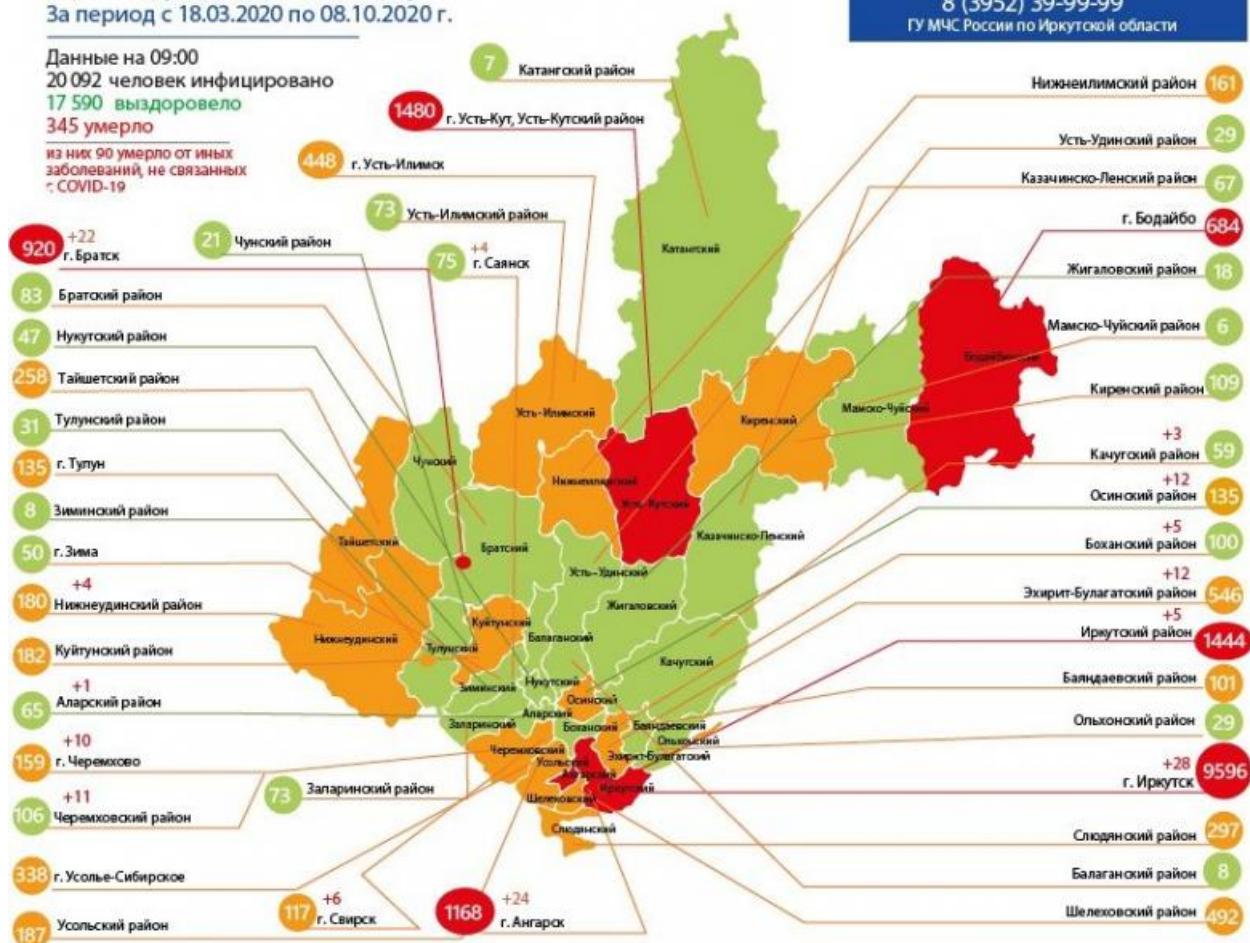 За период с 18.03.2020 по 08.10.2020 г.
8 (3952) 39-99-99
ГУ МЧС России по Иркутской области
Данные на 09:00
20 092 человек инфицировано
17 590 выздоровело
345 умерло
из них 90 умерло от иных
заболеваний, не связанных
с COVID-19
7 Катангский район
1480 г. Усть-Кут, Усть-Кутский район
448 г. Усть-Илимск
73 Усть-Илимский район
21 Чунский район
+4
75 г. Саянск
+22
920 г. Братск
83 Братский район
47 Нукутский район
258 Тайшетский район
31 Тулунский район
135 г. Тулун
8 Зиминский район
50 г. Зима
+4
180 Нижнеудинский район
182 Куйтунский район
+1
65 Аларский район
+10
159 г. Черемхово
+11
106 Черемховский район
73 Заларинский район
338 г. Усолье-Сибирское
187 Усольский район
+6
117 г. Свирск
+24
1168 г. Ангарск
Нижнеилимский район 161
Усть-Удинский район 29
Казачинско-Ленский район 67
г. Бодайбо 684
Жигаловский район 18
Мамско-Чуйский район 6
Киренский район 109
+3
Качугский район 59
+12
Осинский район 135
+5
Боханский район 100
+12
Эхирит-Булагатский район 546
+5
Иркутский район 1444
Баяндаевский район 101
Ольхонский район 29
+28
г. Иркутск 9596
Слюдянский район 297
Балаганский район 8
Шелеховский район 492
Катангский
Бодайбинский
Мамско-Чуйский
Киренский
Усть-Илимский
Нижнеилимский
Усть-Кутский
Чунский
Казачинско-Ленский
Тайшетский
Братский
Усть-Удинский
Жигаловский
Куйтунский
Нижнеудинский
Балаганский
Тулунский
Качугский
Зиминский
Нукутский
Осинский
Аларский
Заларинский
Боханский
Баяндаевский
Ольхонский
Черемховский
Эхирит-Булагатский
Усольский
Ангарский
Иркутский
Шелеховский
Слюдянский